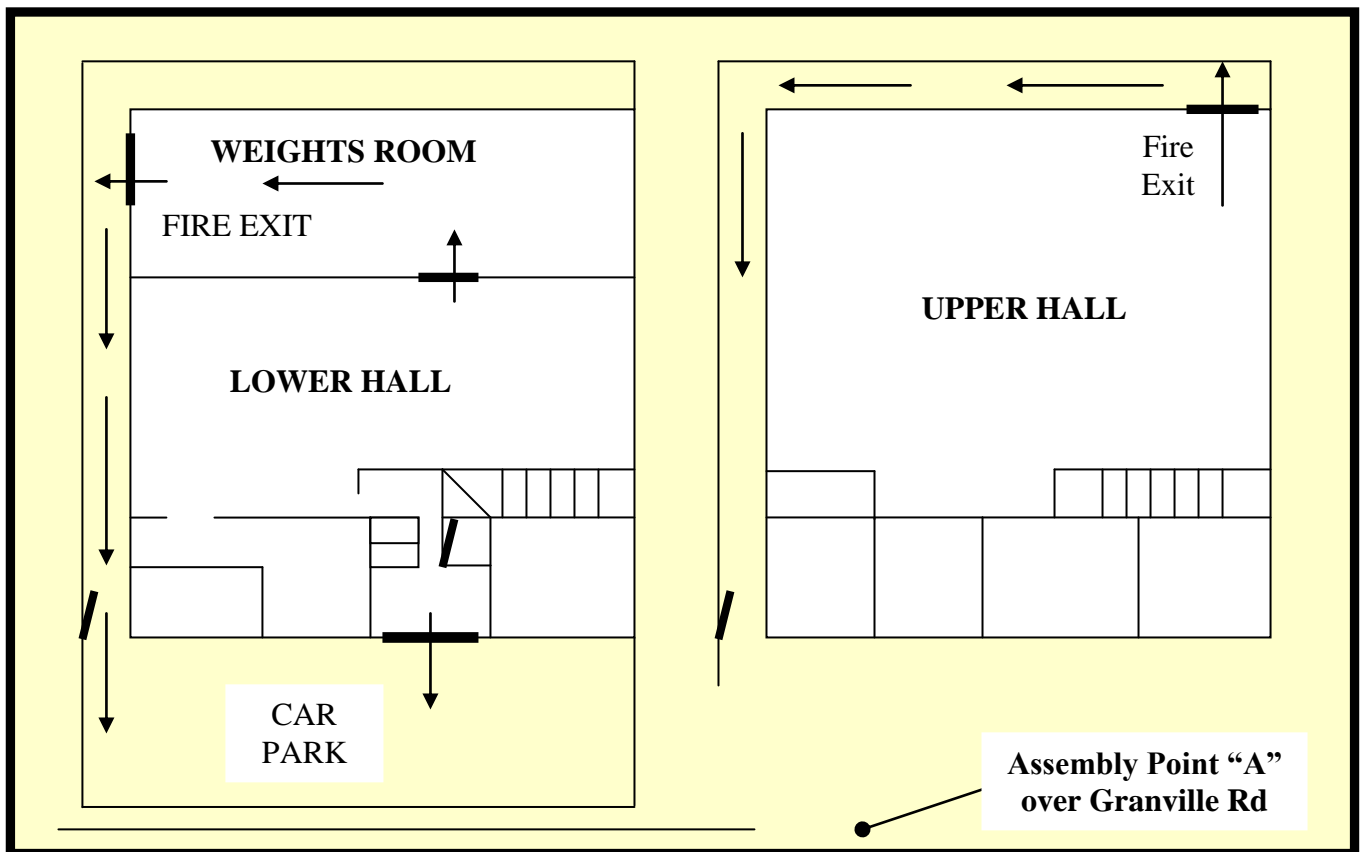 WEIGHTS ROOM
FIRE EXIT
LOWER HALL
CAR
PARK
Fire
Exit
UPPER HALL
Assembly Point “A”
over Granville Rd